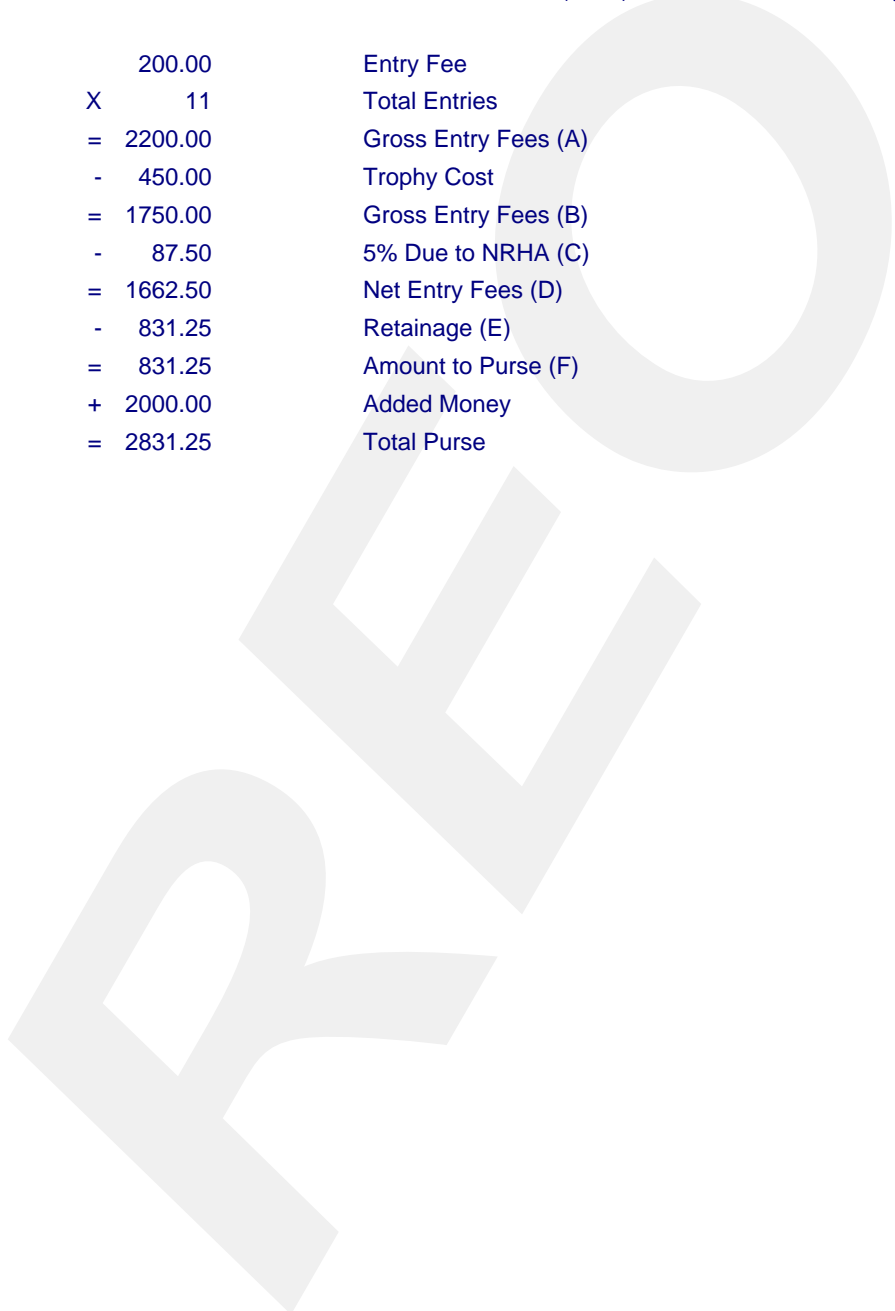 200.00 Entry Fee
X 11 Total Entries
= 2200.00 Gross Entry Fees (A)
- 450.00 Trophy Cost
= 1750.00 Gross Entry Fees (B)
- 87.50 5% Due to NRHA (C)
= 1662.50 Net Entry Fees (D)
- 831.25 Retainage (E)
= 831.25 Amount to Purse (F)
+ 2000.00 Added Money
= 2831.25 Total Purse
REO